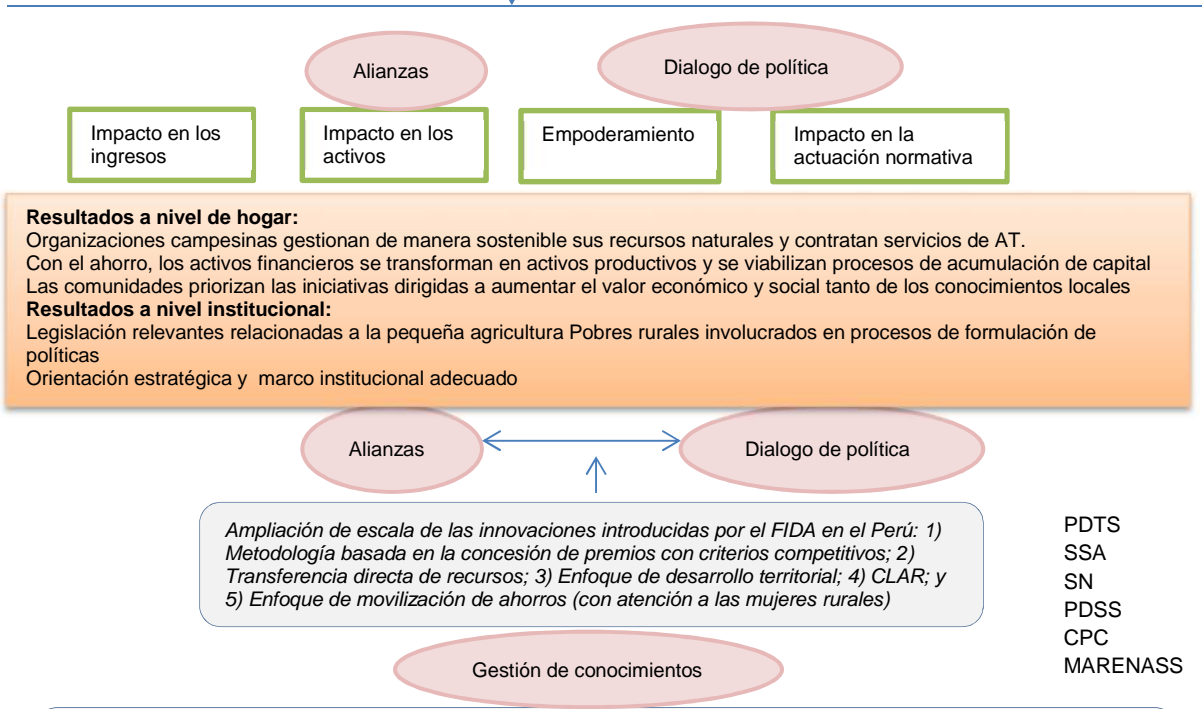 Alianzas
Dialogo de política
Impacto en los
ingresos
Impacto en los
activos
Empoderamiento
Impacto en la
actuación normativa
Resultados a nivel de hogar:
Organizaciones campesinas gestionan de manera sostenible sus recursos naturales y contratan servicios de AT.
Con el ahorro, los activos financieros se transforman en activos productivos y se viabilizan procesos de acumulación de capital
Las comunidades priorizan las iniciativas dirigidas a aumentar el valor económico y social tanto de los conocimientos locales
Resultados a nivel institucional:
Legislación relevantes relacionadas a la pequeña agricultura Pobres rurales involucrados en procesos de formulación de
políticas
Orientación estratégica y marco institucional adecuado
Alianzas
Dialogo de política
Ampliación de escala de las innovaciones introducidas por el FIDA en el Perú: 1)
Metodología basada en la concesión de premios con criterios competitivos; 2)
Transferencia directa de recursos; 3) Enfoque de desarrollo territorial; 4) CLAR; y
5) Enfoque de movilización de ahorros (con atención a las mujeres rurales)
PDTS
SSA
SN
PDSS
CPC
MARENASS
Gestión de conocimientos